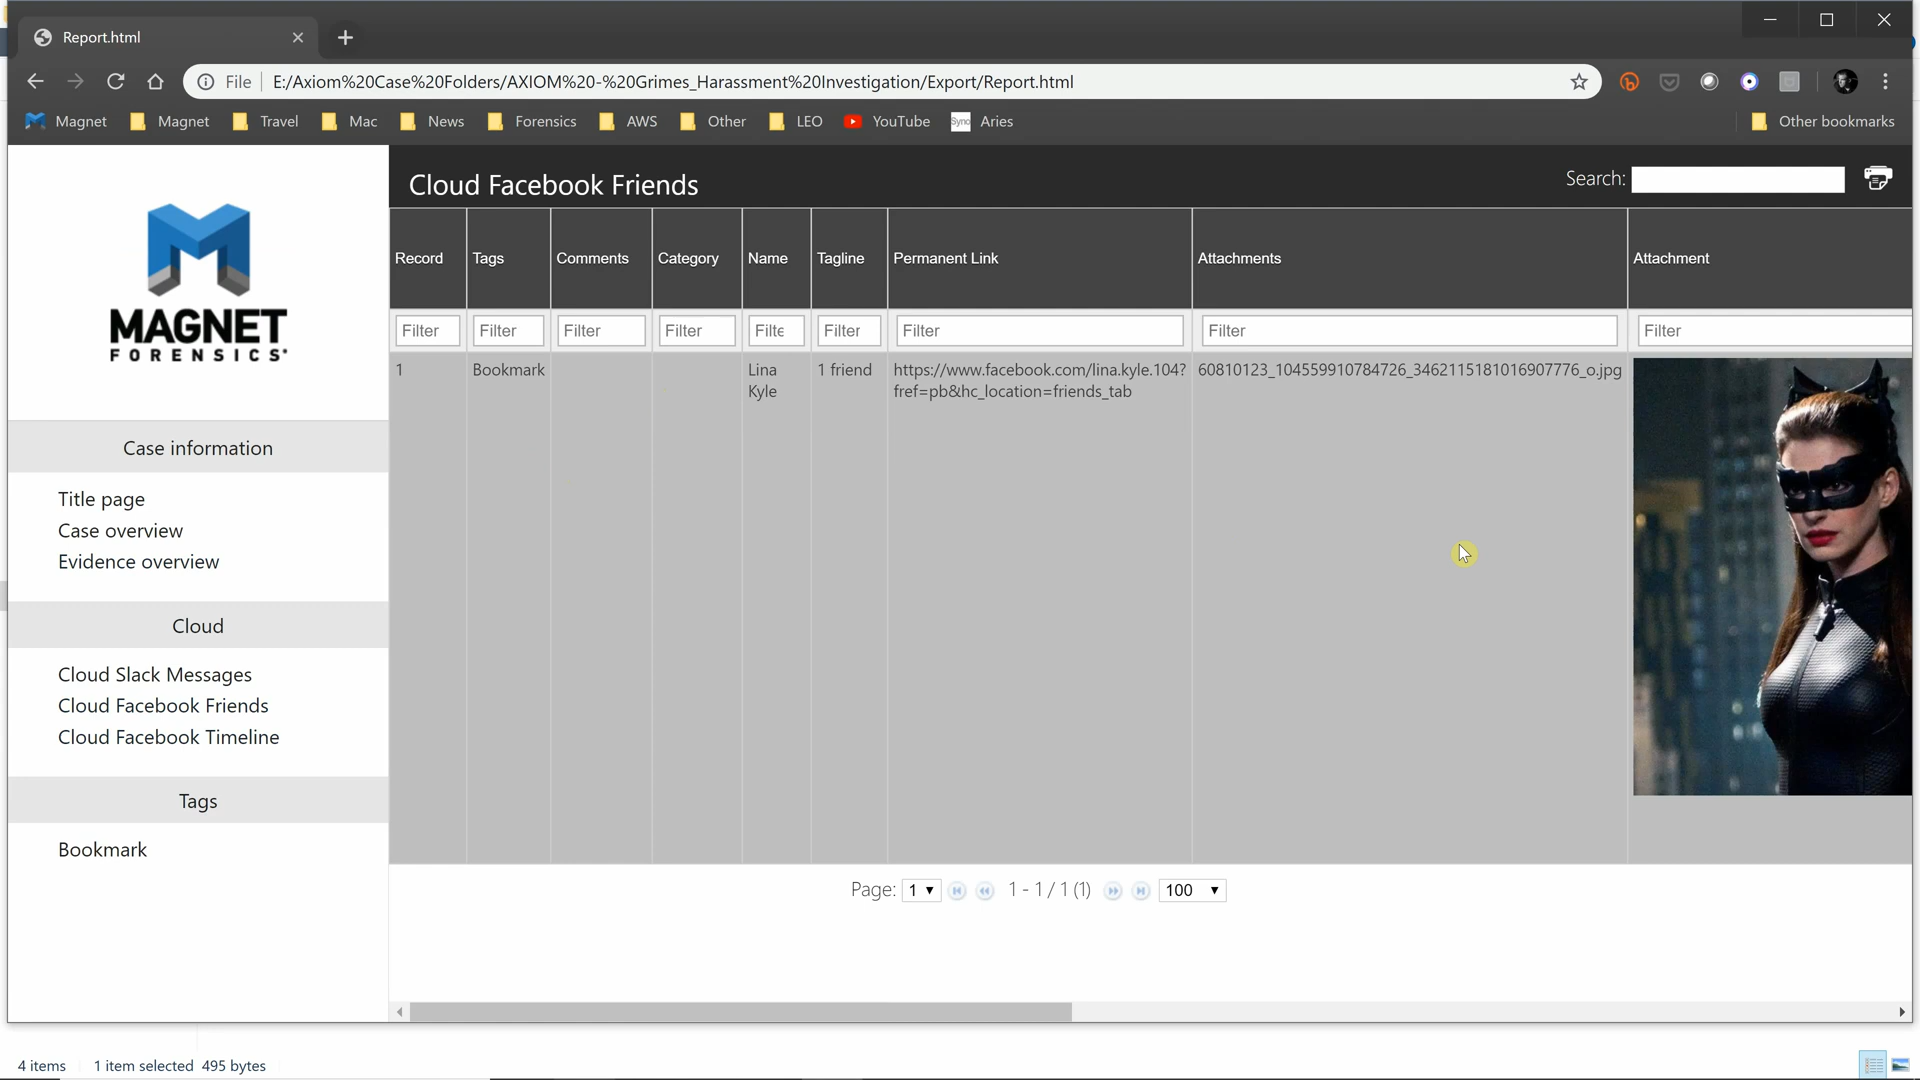 Report.html
File
E:/Axiom%20Case%20Folders/AXIOM%20-%20Grimes_Harassment%20Investigation/Export/Report.html
Magnet
Magnet
Travel
Mac
News
Forensics
AWS
Other
LEO
YouTube
Syno
Aries
Other bookmarks
MAGNET
FORENSICS
Case information
Title page
Case overview
Evidence overview
Cloud
Cloud Slack Messages
Cloud Facebook Friends
Cloud Facebook Timeline
Tags
Bookmark
Cloud Facebook Friends
Search:
Record Tags Comments Category Name Tagline Permanent Link Attachments Attachment
Filter Filter Filter Filter Filte Filter Filter Filter Filter
1 Bookmark Lina 1 friend https://www.facebook.com/lina.kyle.104? 60810123_104559910784726_3462115181016907776_o.jpg
Kyle fref=pb&hc_location=friends_tab
Page: 1 1 - 1 / 1 (1) 100
4 items 1 item selected 495 bytes